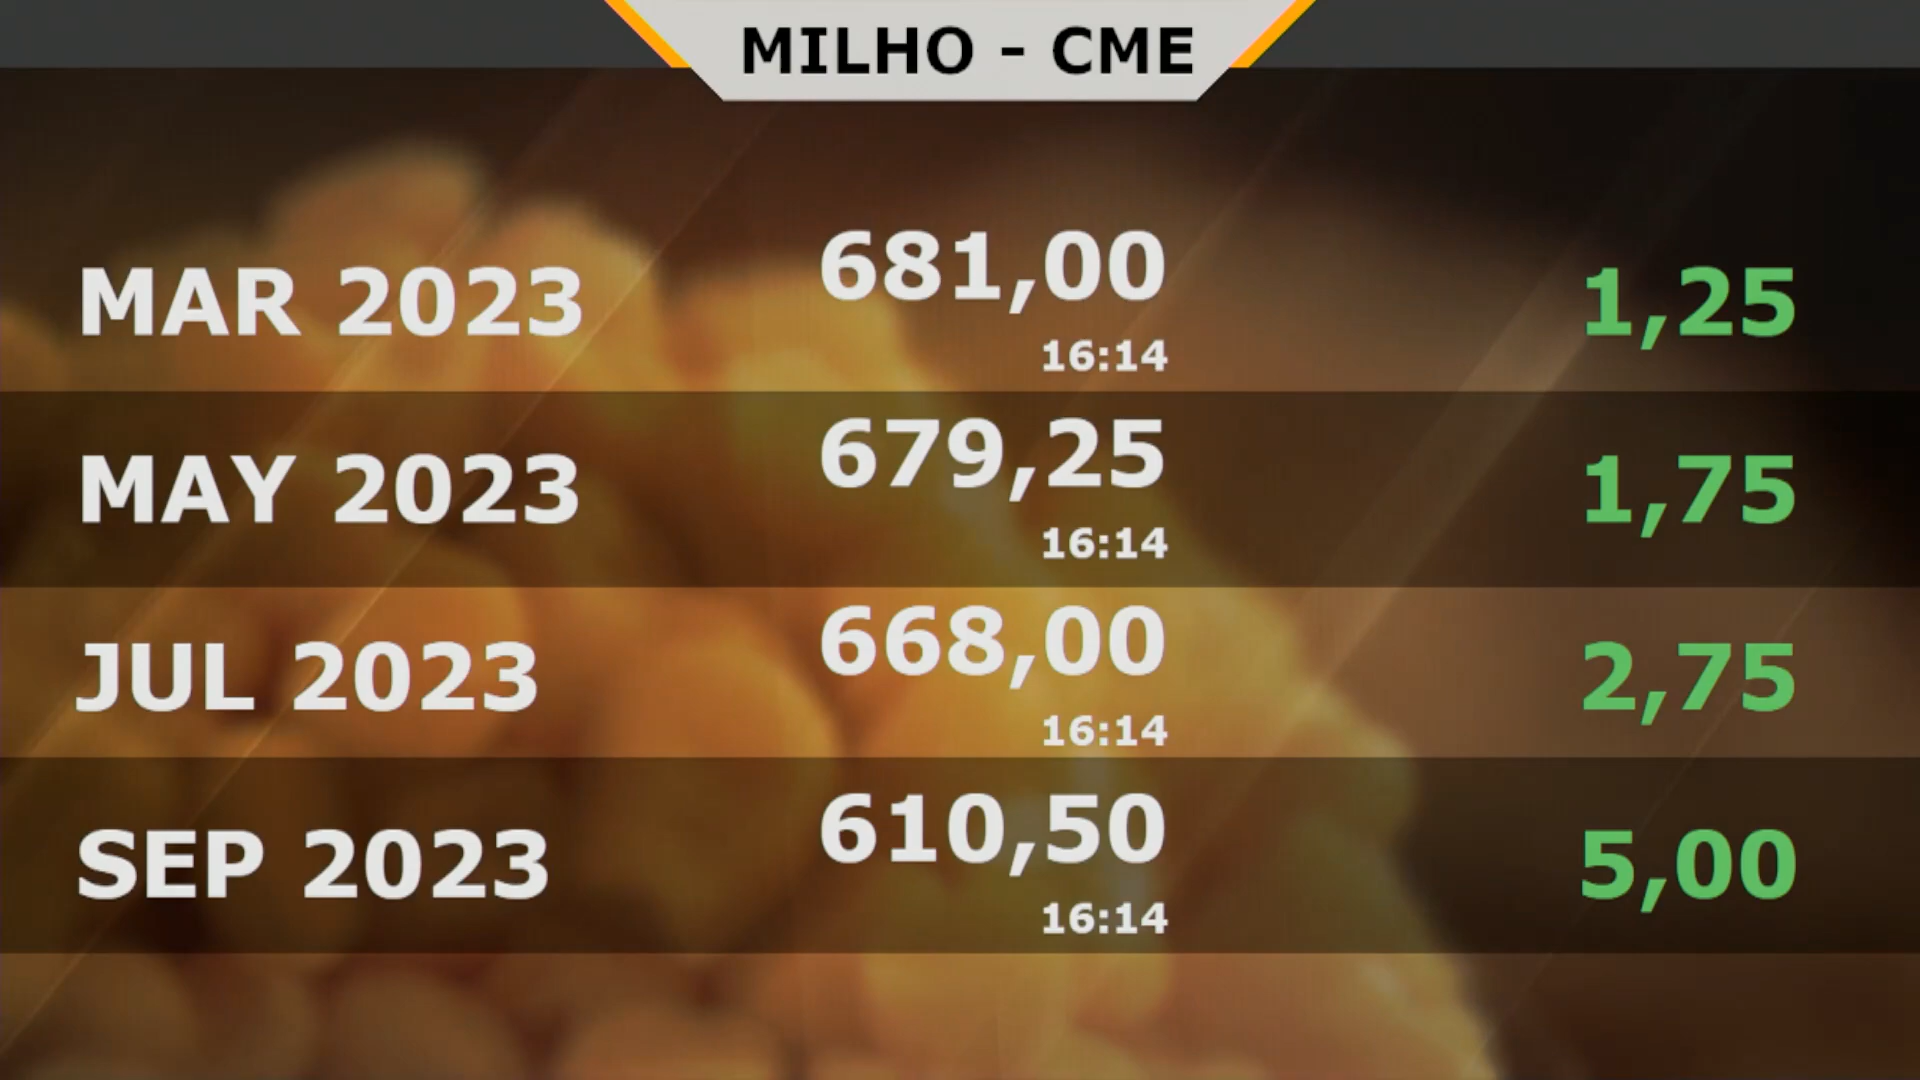 MILHO - CME
MAR 2023 681,00 1,25
16:14
MAY 2023 679,25 1,75
16:14
JUL 2023 668,00 2,75
16:14
SEP 2023 610,50 5,00
16:14